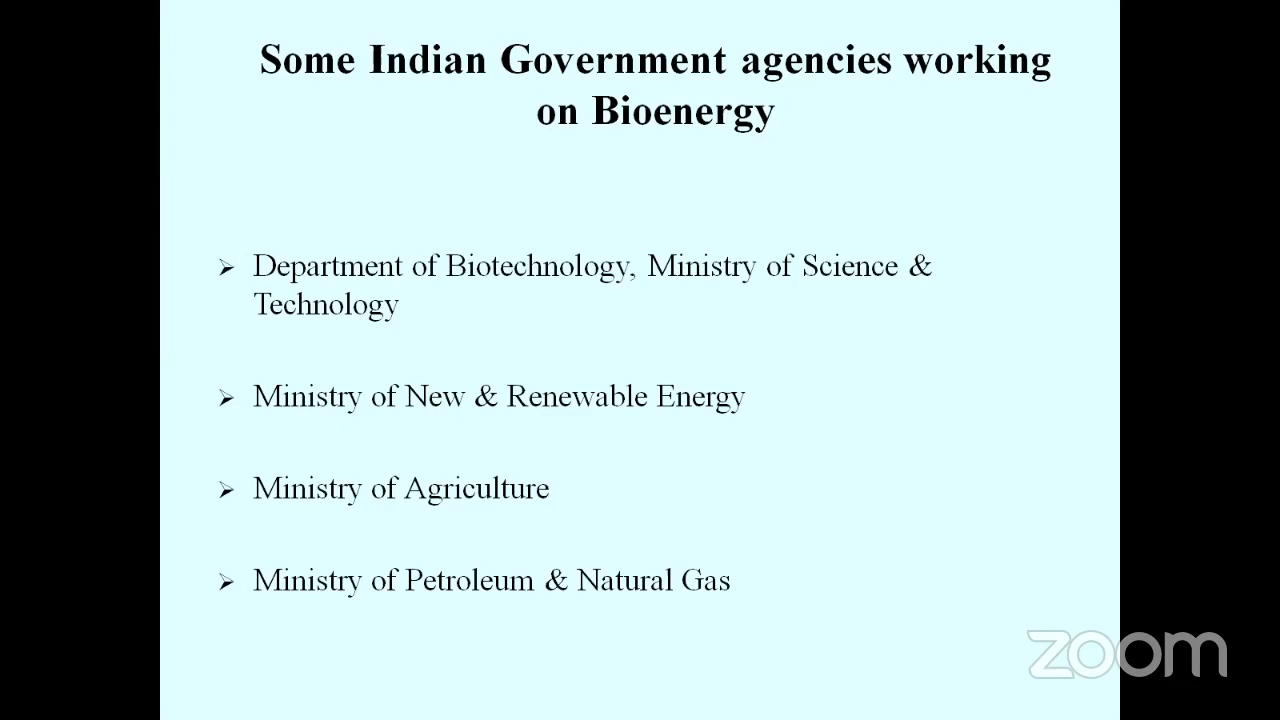 Some Indian Government agencies working
on Bioenergy
➢ Department of Biotechnology, Ministry of Science &
Technology
➢ Ministry of New & Renewable Energy
➢ Ministry of Agriculture
➢ Ministry of Petroleum & Natural Gas
zoom